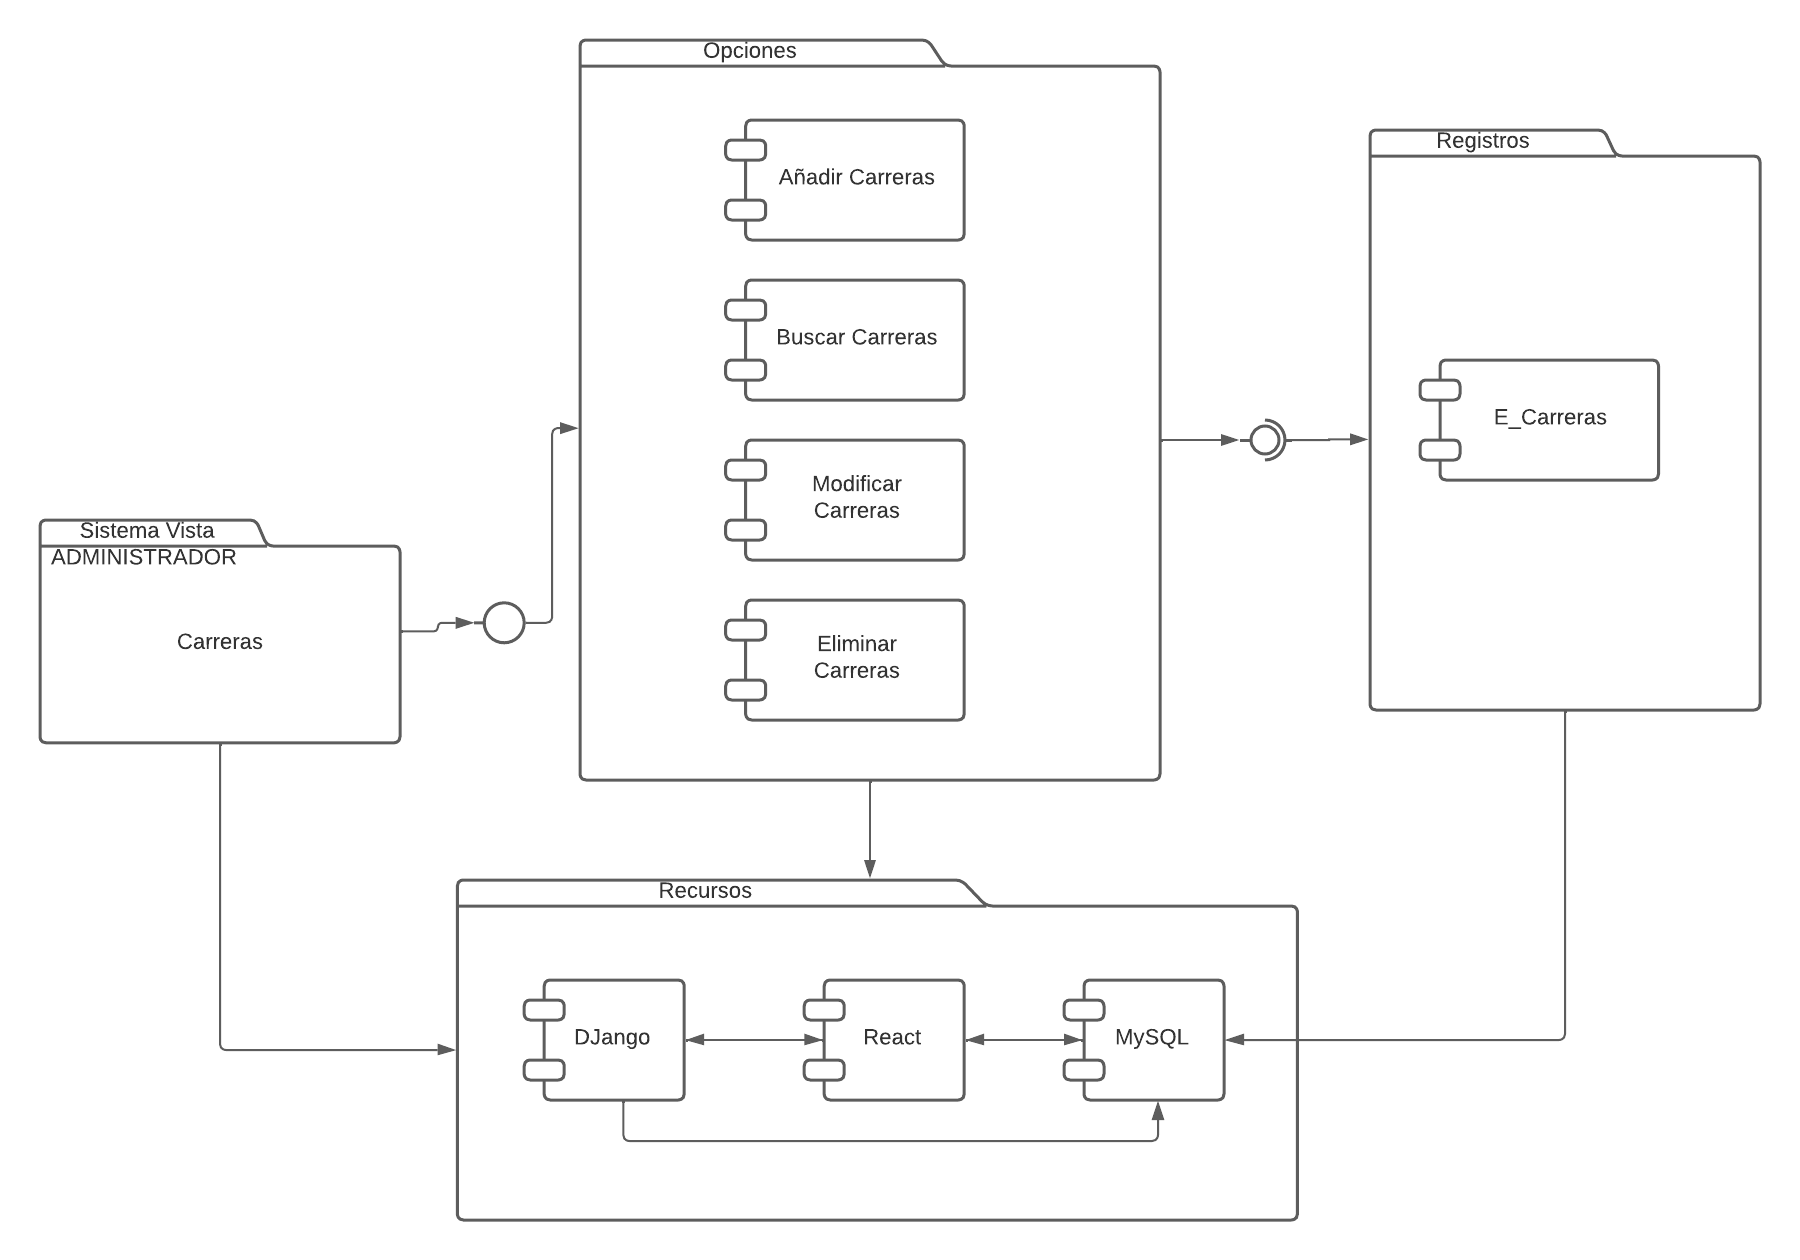 Opciones
Añadir Carreras
Buscar Carreras
Modificar
Carreras
Eliminar
Carreras
Registros
E_Carreras
Sistema Vista
ADMINISTRADOR
Carreras
Recursos
DJango
React
MySQL